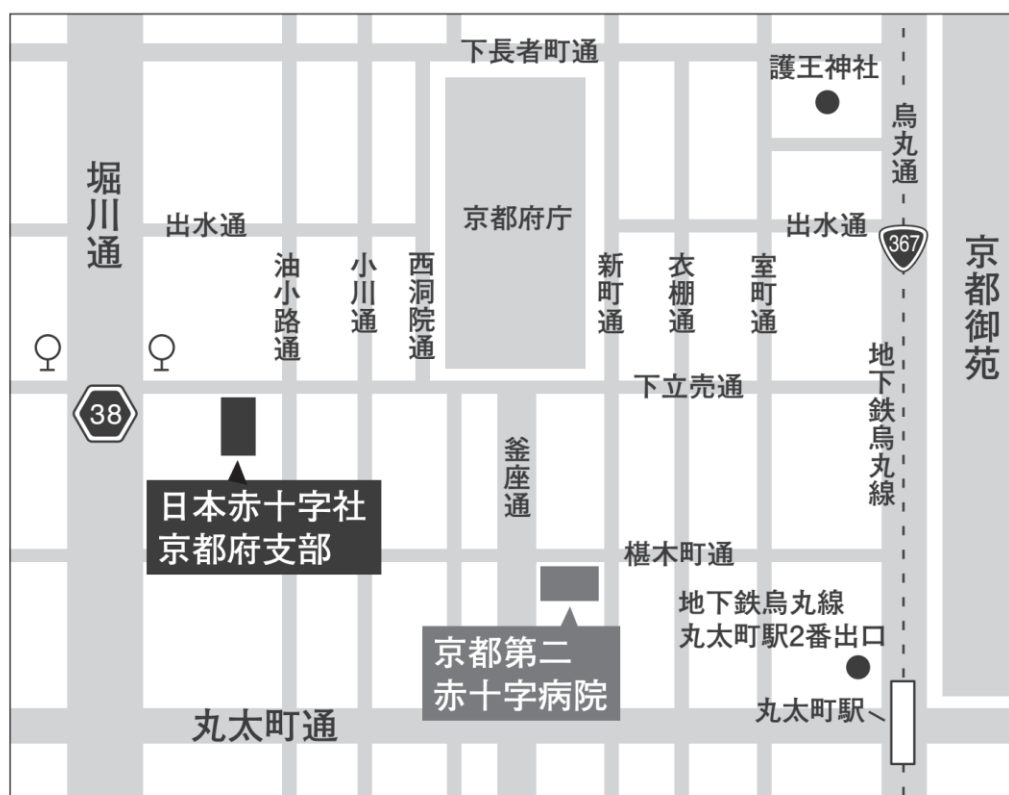 下長者町通
護王神社
烏丸通
堀川通
出水通
京都府庁
出水通
367
京都御苑
油小路通
小川通
西洞院通
新町通
衣棚通
室町通
下立売通
地下鉄烏丸線
38
釜座通
日本赤十字社
京都府支部
椹木町通
地下鉄烏丸線
丸太町駅2番出口
京都第二
赤十字病院
丸太町通
丸太町駅